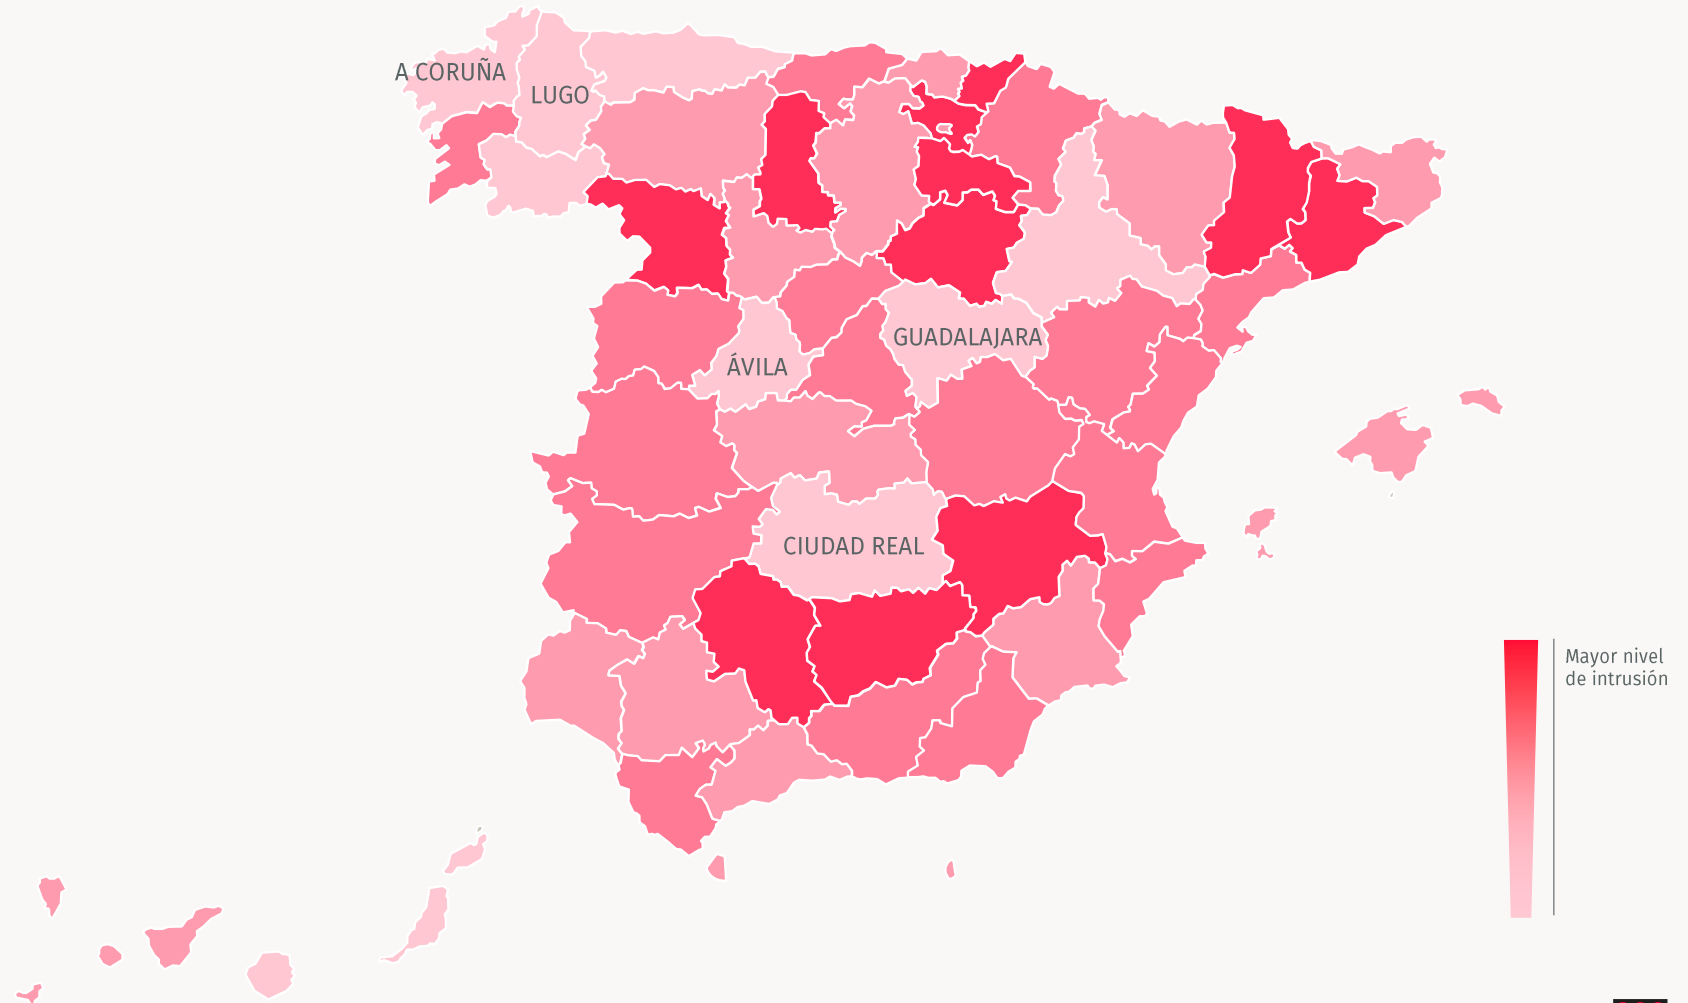 A CORUÑA
LUGO
GUADALAJARA
ÁVILA
CIUDAD REAL
Mayor nivel
de intrusión